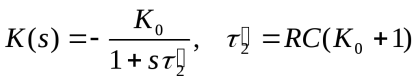 K(s) = - K₀ / (1 + sτ₂), τ₂ = RC(K₀ + 1)